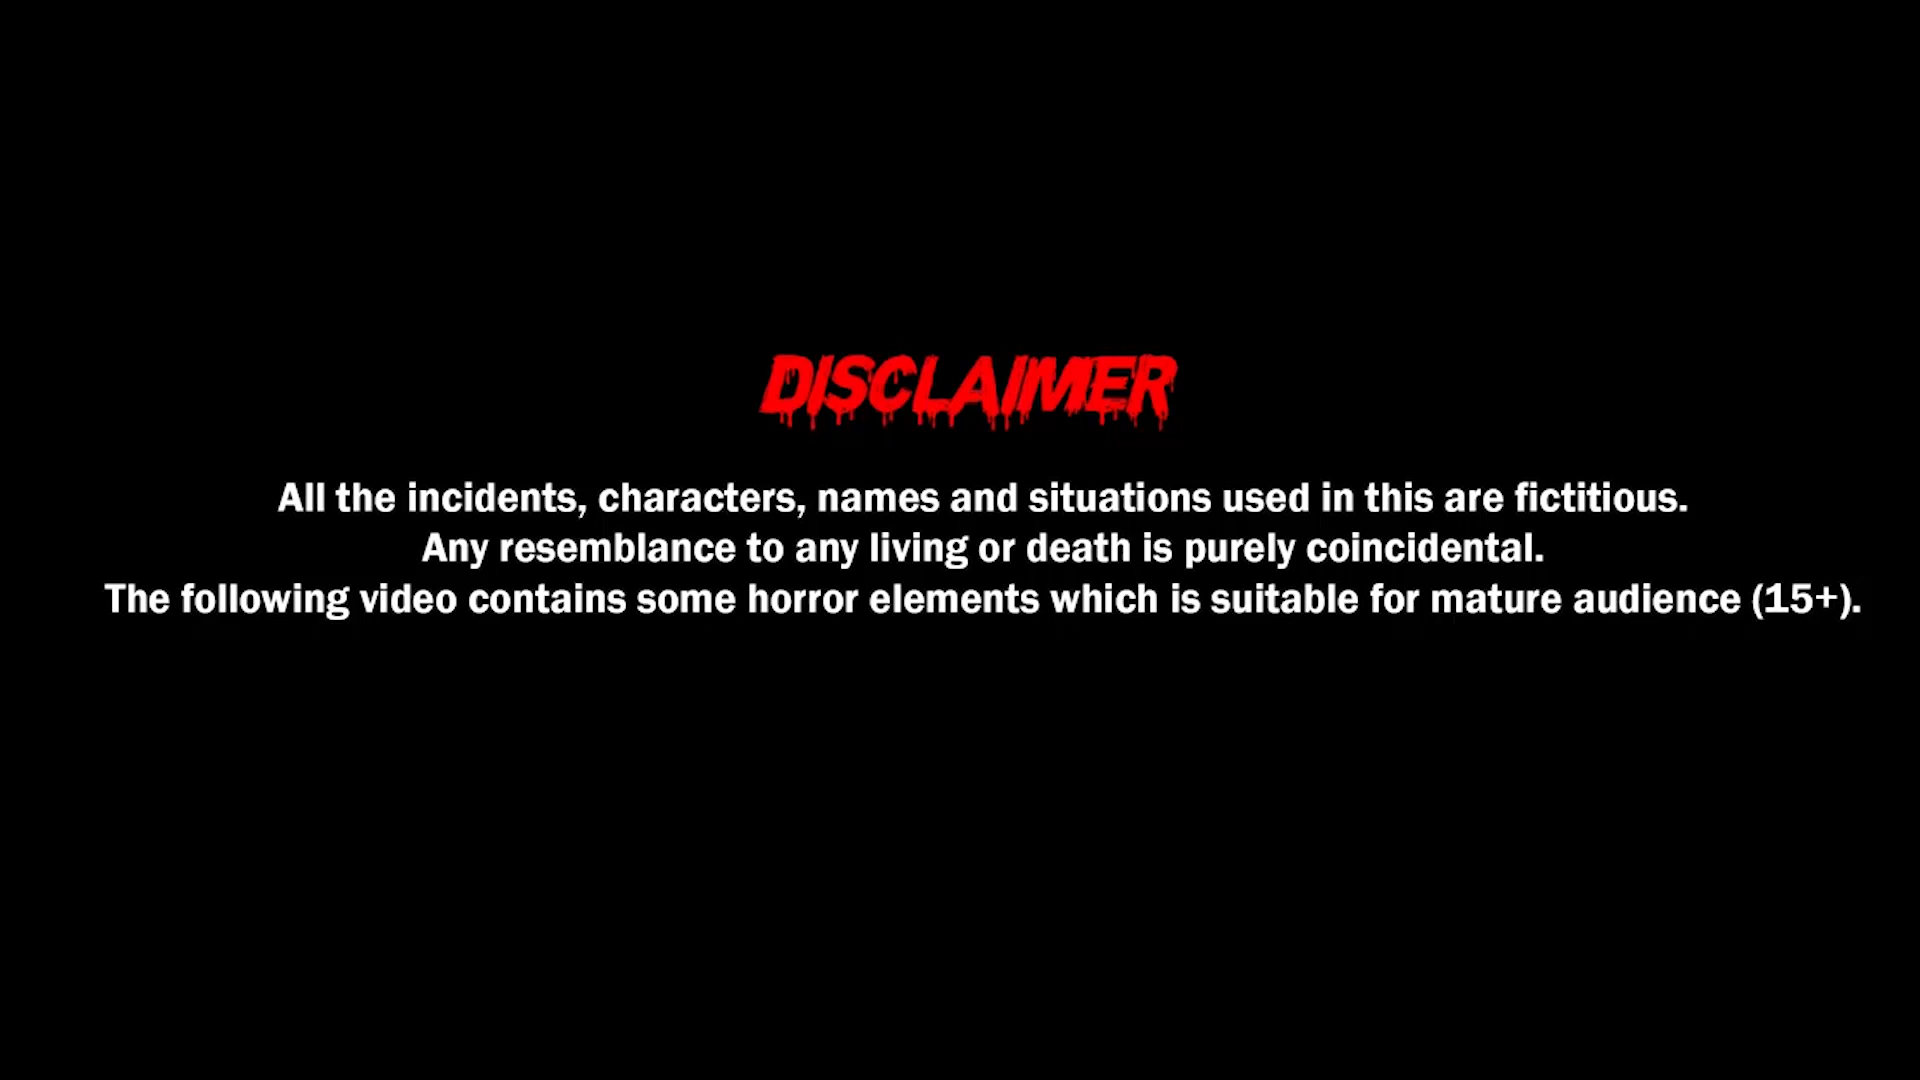 DISCLAIMER
All the incidents, characters, names and situations used in this are fictitious.
Any resemblance to any living or death is purely coincidental.
The following video contains some horror elements which is suitable for mature audience (15+).